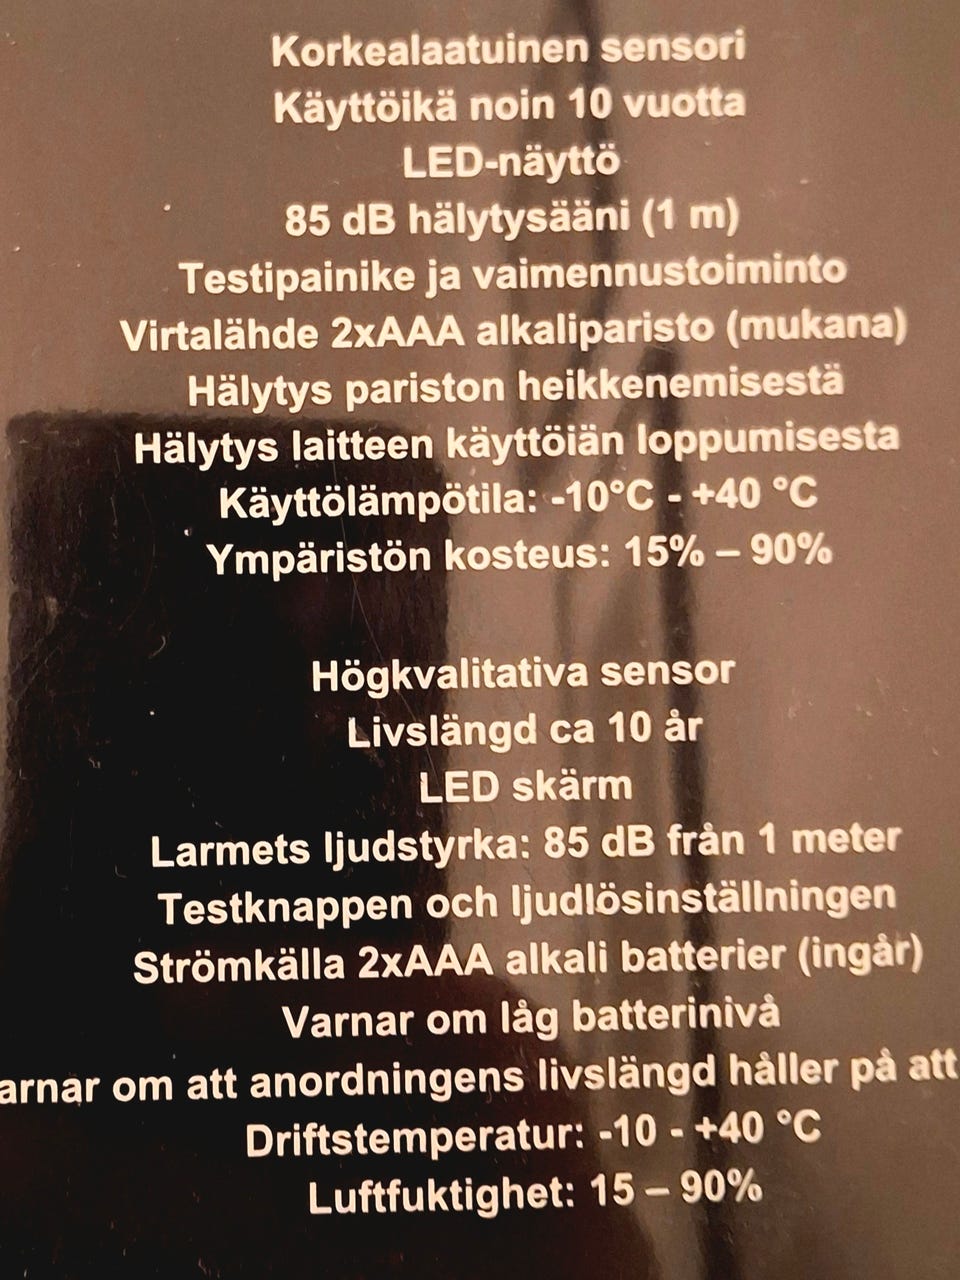 Korkealaatuinen sensori
Käyttöikä noin 10 vuotta
LED-näyttö
85 dB hälytysääni (1 m)
Testipainike ja vaimennustoiminto
Virtalähde 2xAAA alkaliparisto (mukana)
Hälytys pariston heikkenemisestä
Hälytys laitteen käyttöiän loppumisesta
Käyttölämpötila: -10°C - +40 °C
Ympäristön kosteus: 15% – 90%
Högkvalitativa sensor
Livslängd ca 10 år
LED skärm
Larmets ljudstyrka: 85 dB från 1 meter
Testknappen och ljudlösinställningen
Strömkälla 2xAAA alkali batterier (ingår)
Varnar om låg batterinivå
arnar om att anordningens livslängd håller på att
Driftstemperatur: -10 - +40 °C
Luftfuktighet: 15 – 90%